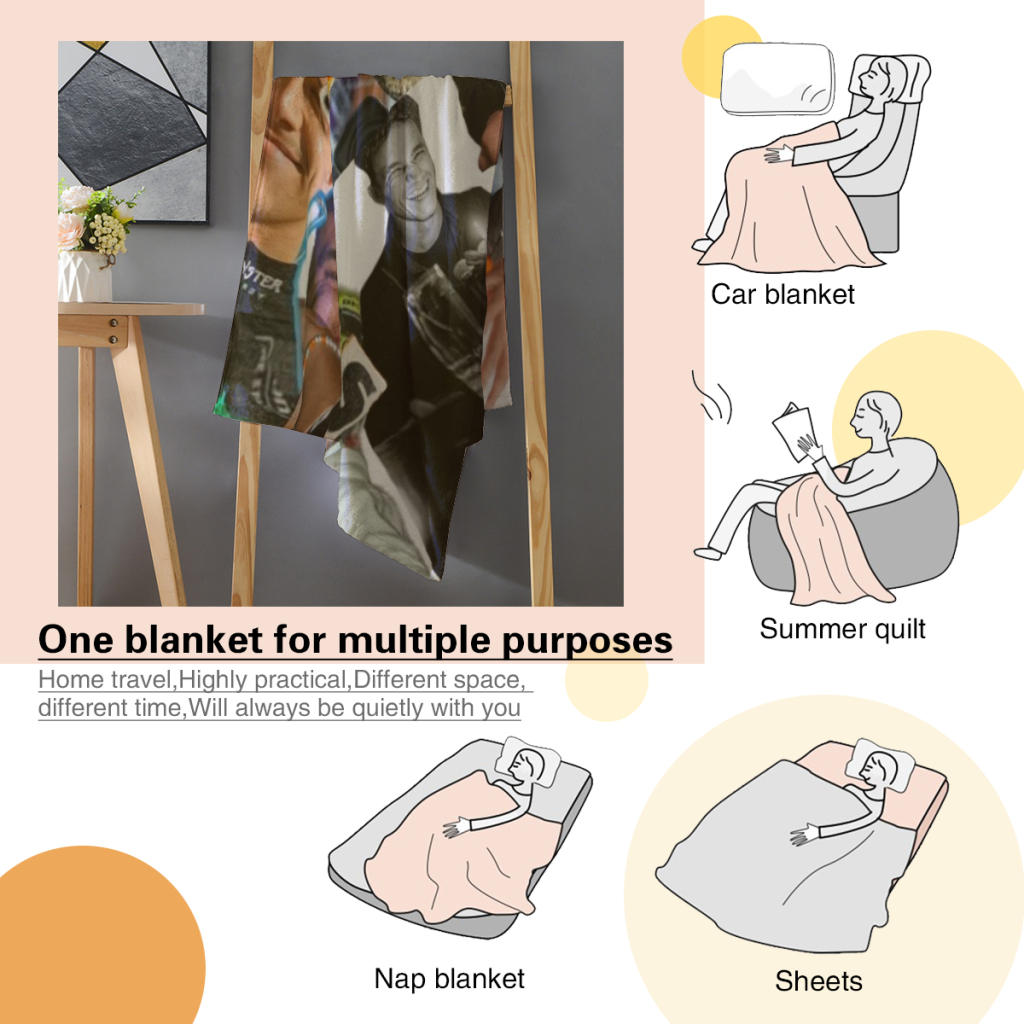 Car blanket
Summer quilt
One blanket for multiple purposes
Home travel,Highly practical,Different space,
different time,Will always be quietly with you
Nap blanket
Sheets